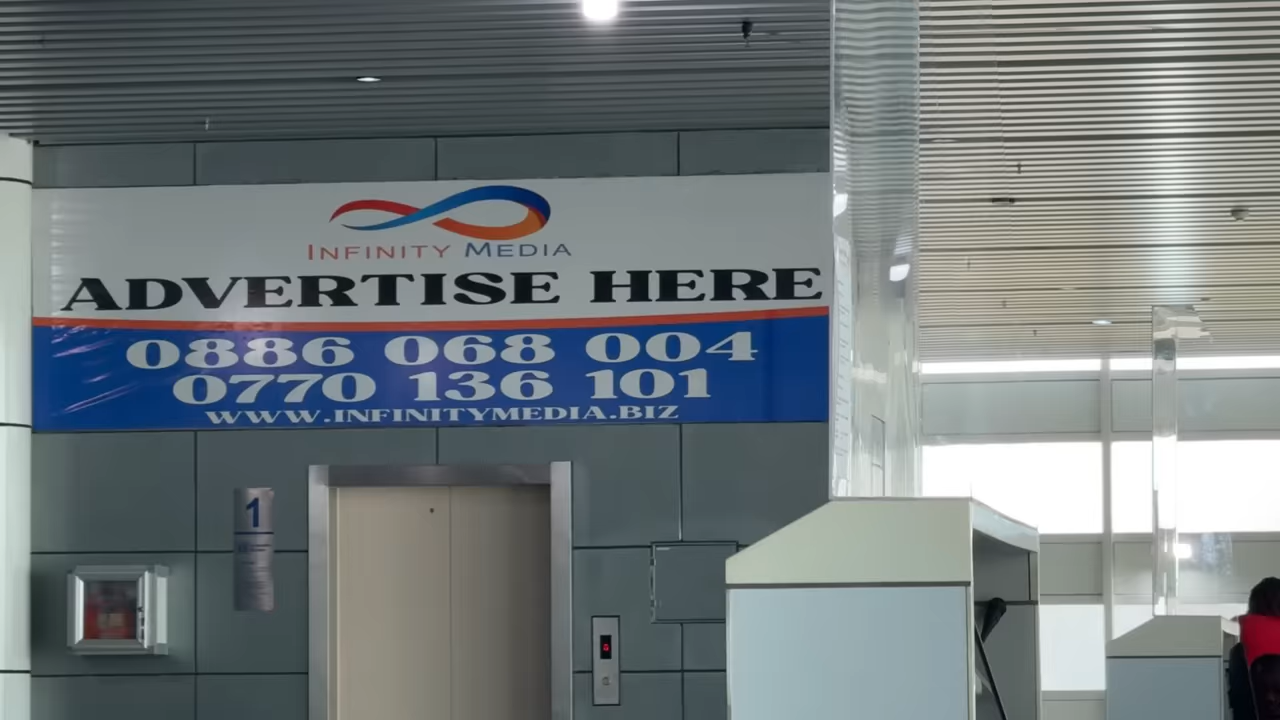 INFINITY MEDIA
ADVERTISE HERE
0886 068 004
0770 136 101
WWW.INFINITYMEDIA.BIZ
1